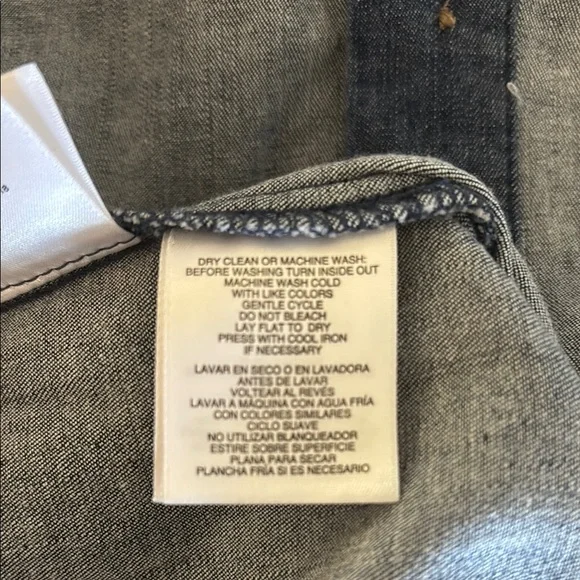 DRY CLEAN OR MACHINE WASH:
BEFORE WASHING TURN INSIDE OUT
MACHINE WASH COLD
WITH LIKE COLORS
GENTLE CYCLE
DO NOT BLEACH
LAY FLAT TO DRY
PRESS WITH COOL IRON
IF NECESSARY
LAVAR EN SECO O EN LAVADORA
ANTES DE LAVAR
VOLTEAR AL REVÉS
LAVAR A MÁQUINA CON AGUA FRÍA
CON COLORES SIMILARES
CICLO SUAVE
NO UTILIZAR BLANQUEADOR
ESTIRE SOBRE SUPERFICIE
PLANA PARA SECAR
PLANCHA FRÍA SI ES NECESARIO